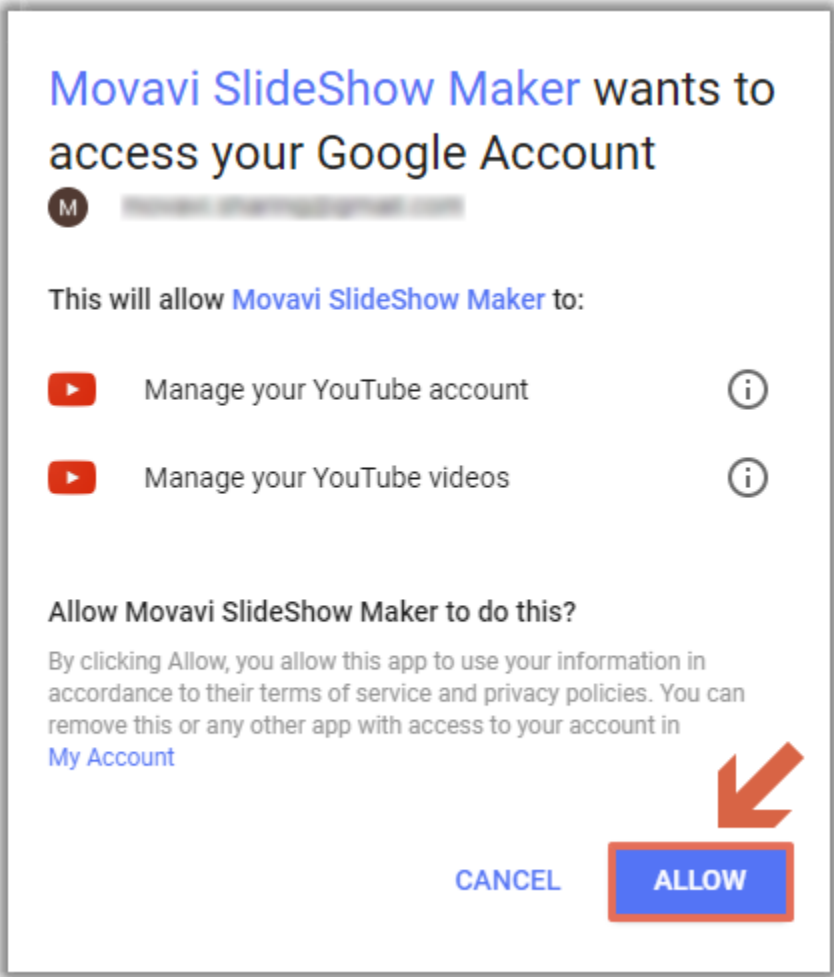 Movavi SlideShow Maker wants to
access your Google Account
M
This will allow Movavi SlideShow Maker to:
Manage your YouTube account
Manage your YouTube videos
Allow Movavi SlideShow Maker to do this?
By clicking Allow, you allow this app to use your information in
accordance to their terms of service and privacy policies. You can
remove this or any other app with access to your account in
My Account
CANCEL ALLOW